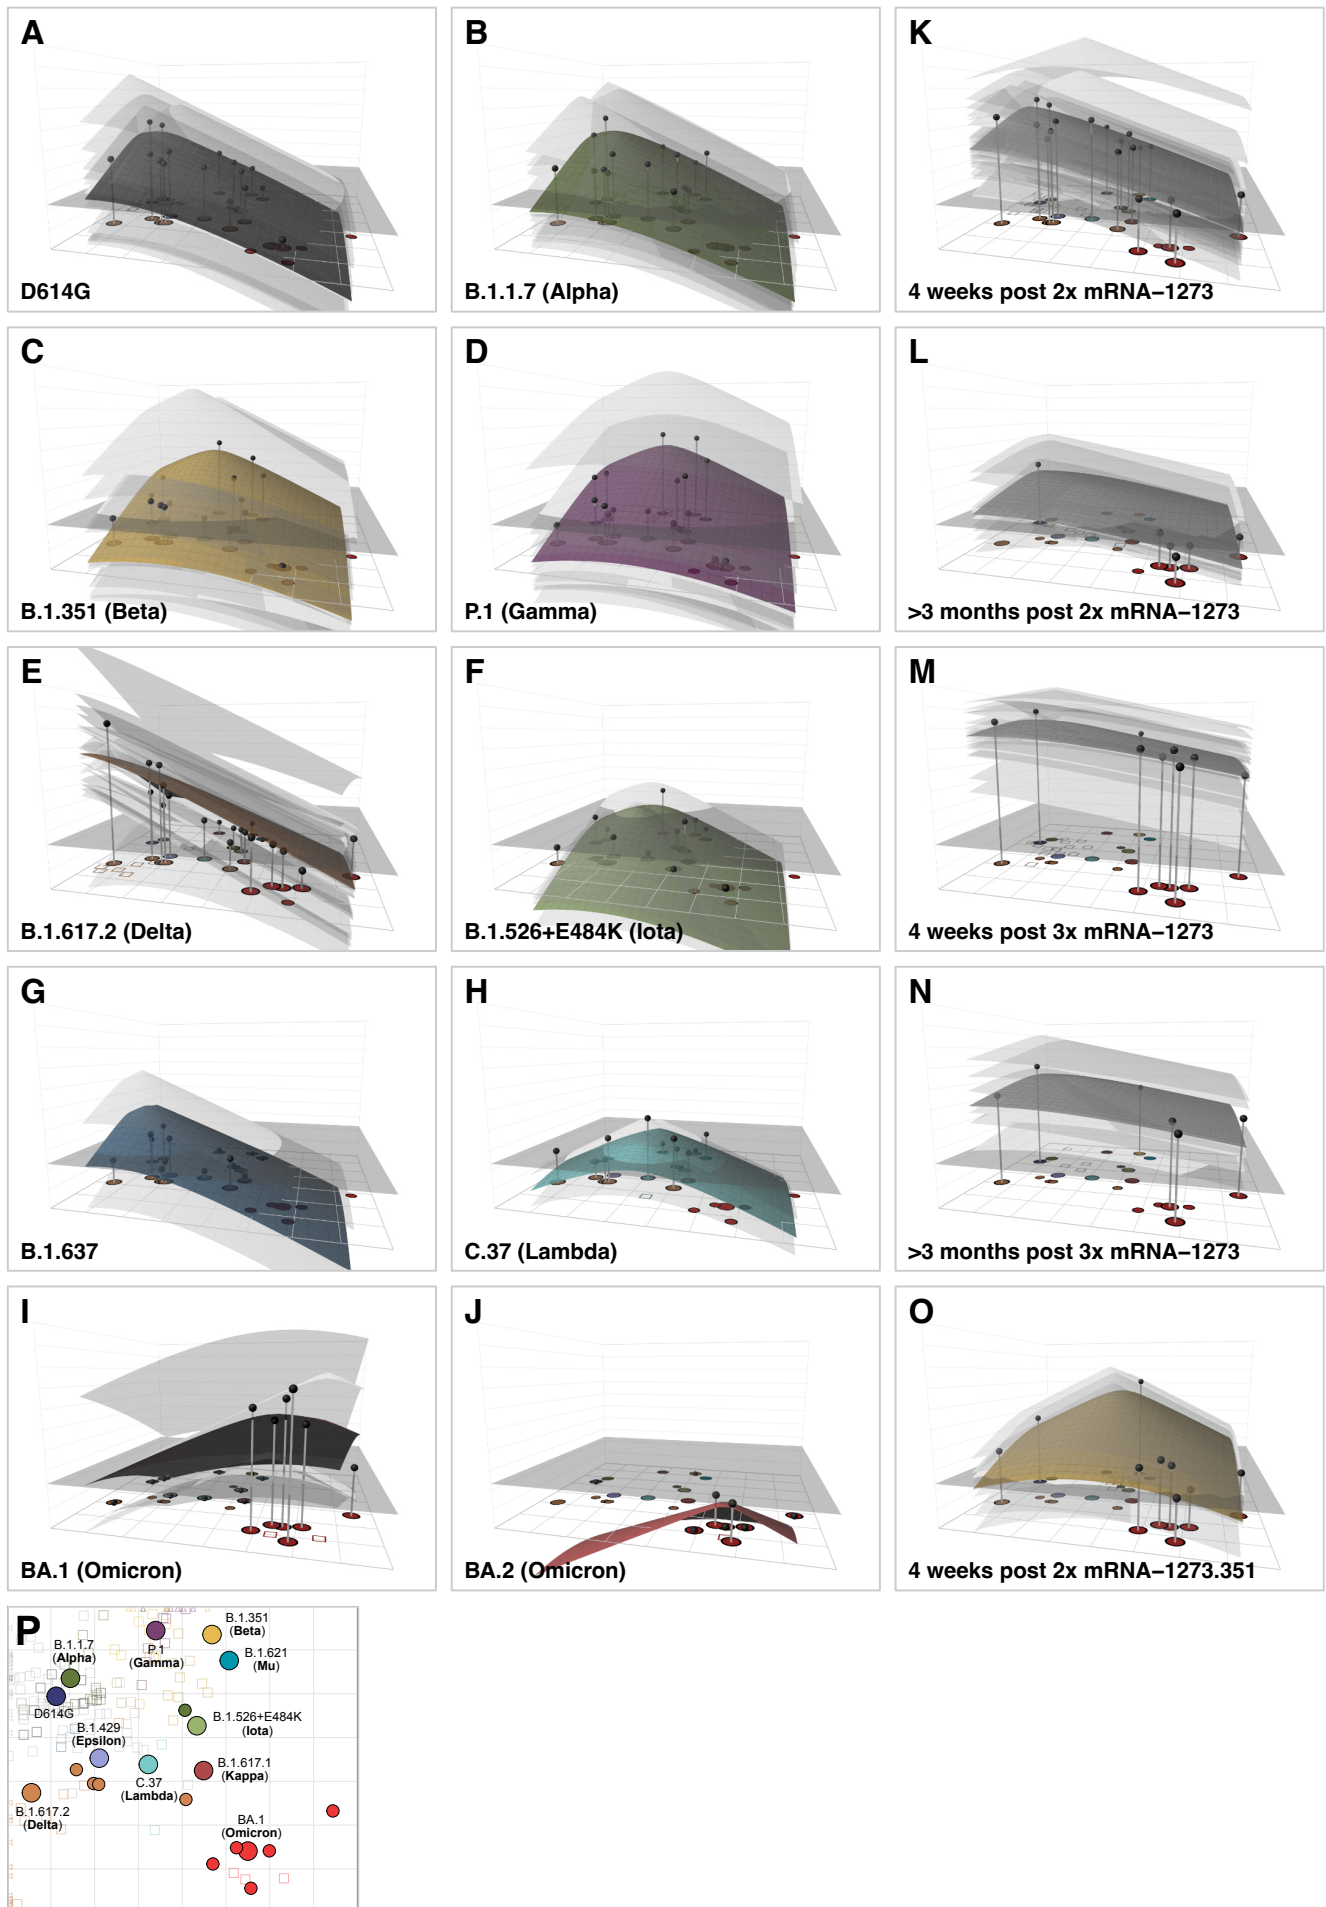 A
D614G
B
B.1.1.7 (Alpha)
K
4 weeks post 2x mRNA−1273
C
B.1.351 (Beta)
D
P.1 (Gamma)
L
>3 months post 2x mRNA−1273
E
B.1.617.2 (Delta)
F
B.1.526+E484K (Iota)
M
4 weeks post 3x mRNA−1273
G
B.1.637
H
C.37 (Lambda)
N
>3 months post 3x mRNA−1273
I
BA.1 (Omicron)
J
BA.2 (Omicron)
O
4 weeks post 2x mRNA−1273.351
P
B.1.351
(Beta)
B.1.1.7
(Alpha)
P.1
(Gamma)
B.1.621
(Mu)
D614G
B.1.429
(Epsilon)
B.1.526+E484K
(Iota)
C.37
(Lambda)
B.1.617.1
(Kappa)
B.1.617.2
(Delta)
BA.1
(Omicron)